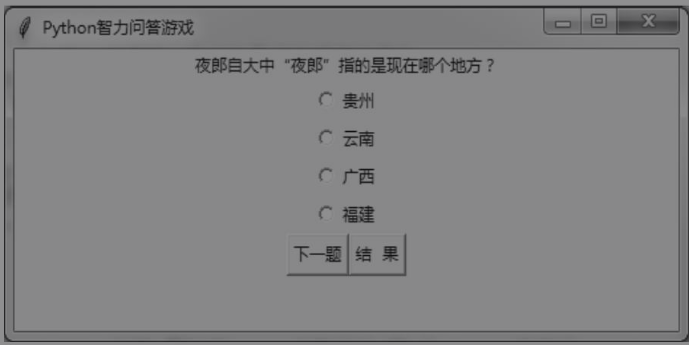 Python智力问答游戏
夜郎自大中“夜郎”指的是现在哪个地方？
贵州
云南
广西
福建
下一题 结 果